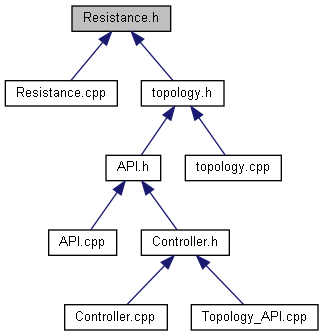 Resistance.h
Resistance.cpp
topology.h
API.h
topology.cpp
API.cpp
Controller.h
Controller.cpp
Topology_API.cpp